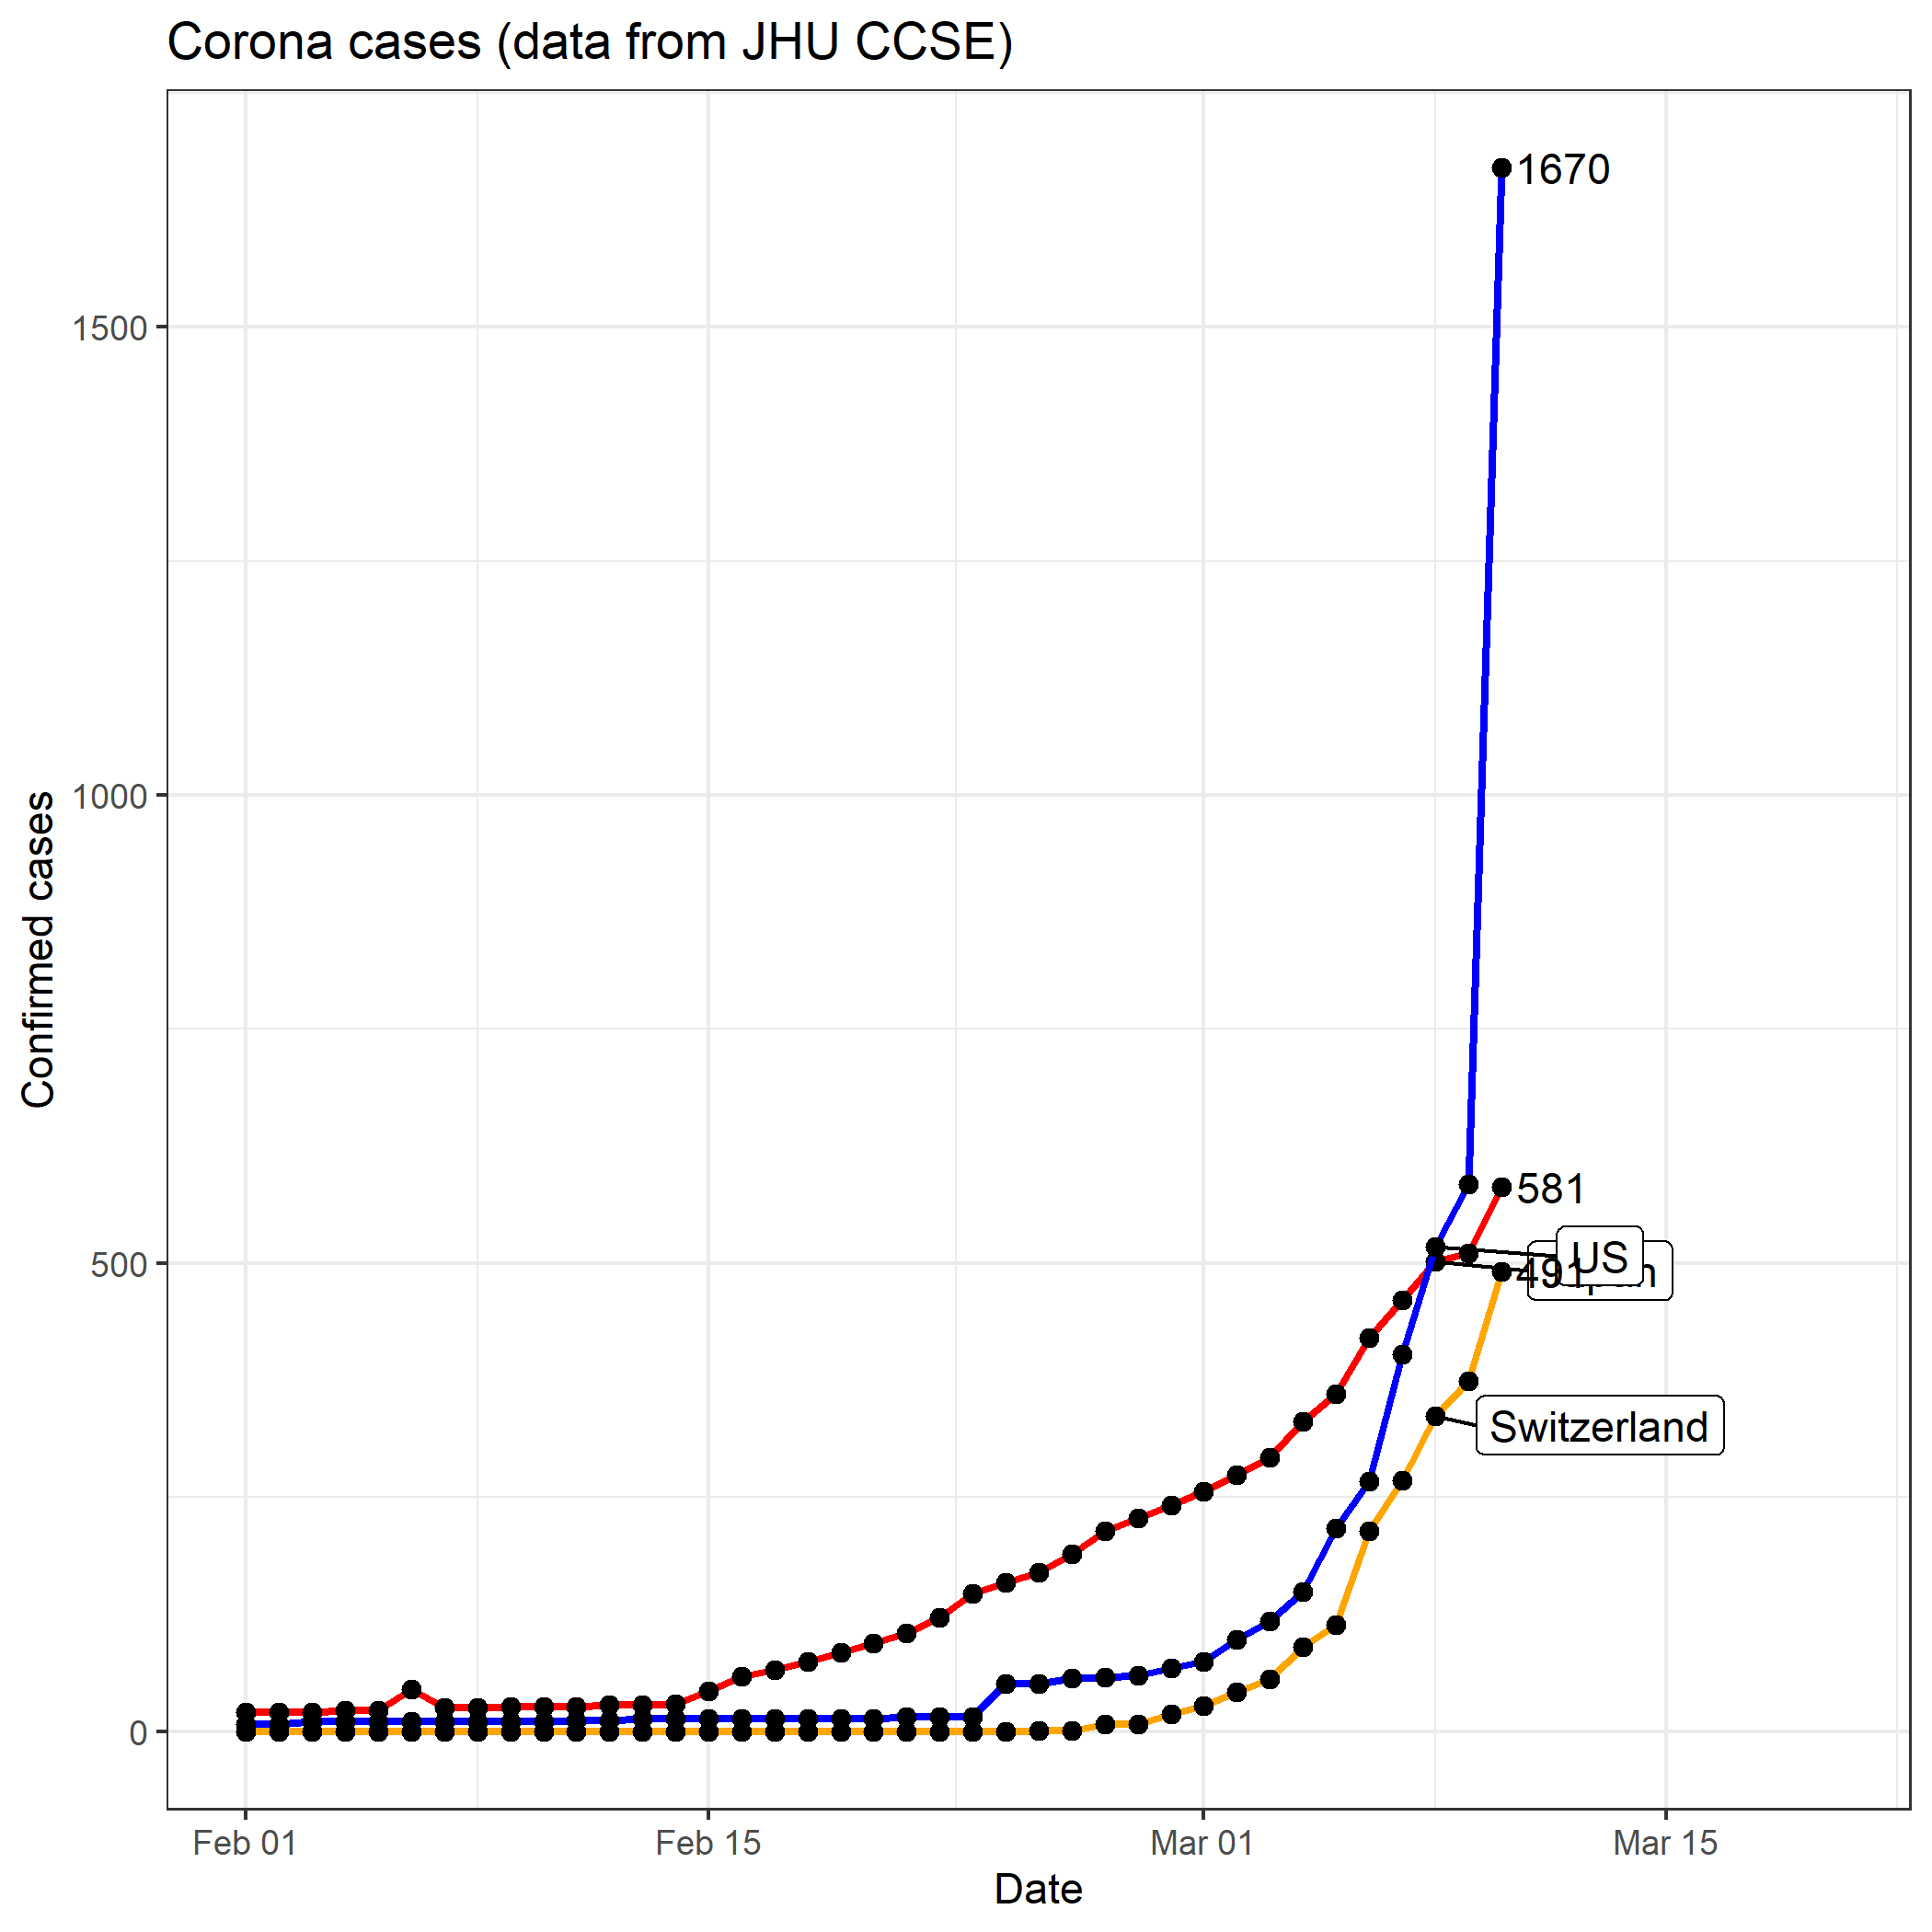 Corona cases (data from JHU CCSE)
1670
1500
1000
Confirmed cases
581
500
US
491
Switzerland
0
Feb 01
Feb 15
Mar 01
Mar 15
Date